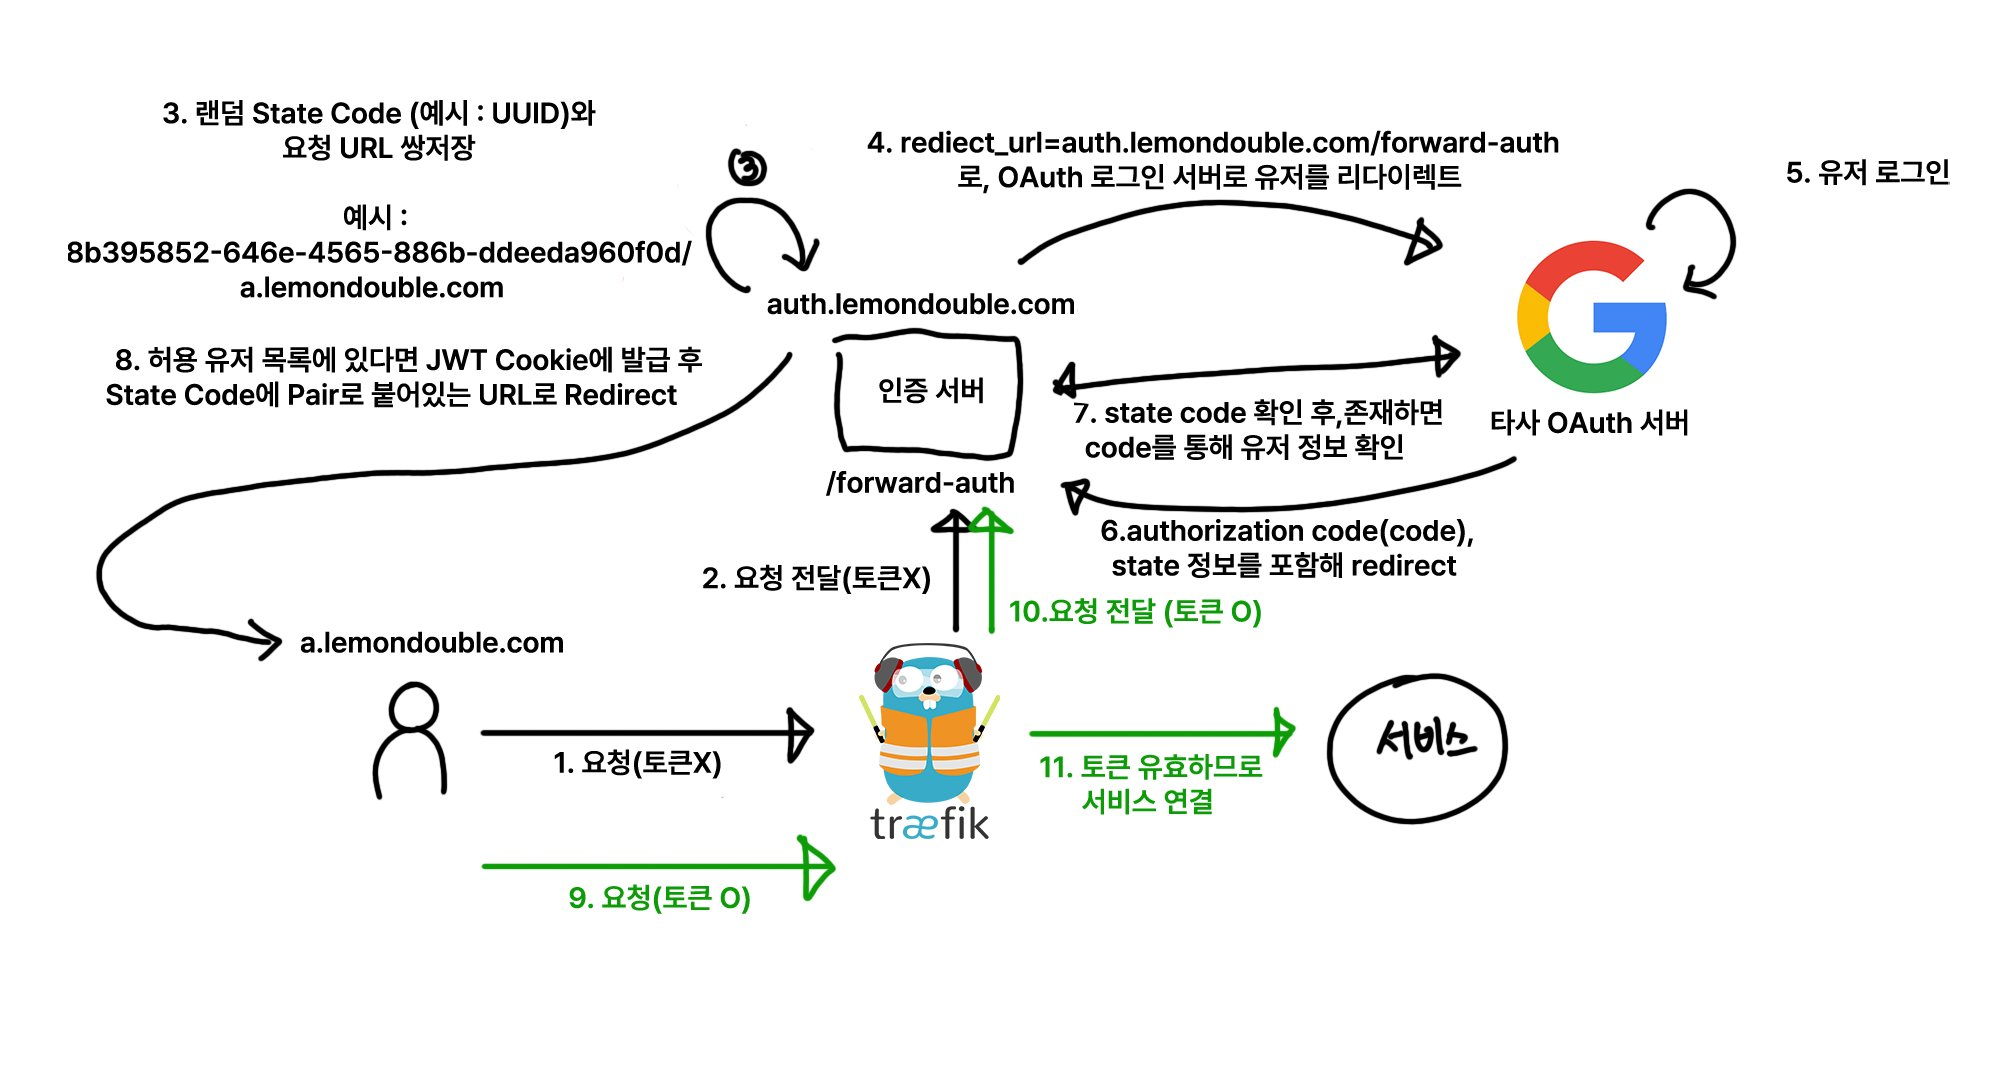 3. 랜덤 State Code (예시 : UUID)와
요청 URL 쌍저장
예시 :
8b395852-646e-4565-886b-ddeeda960f0d/
a.lemondouble.com
③
4. rediect_url=auth.lemondouble.com/forward-auth
로, OAuth 로그인 서버로 유저를 리다이렉트
5. 유저 로그인
auth.lemondouble.com
8. 허용 유저 목록에 있다면 JWT Cookie에 발급 후
State Code에 Pair로 붙어있는 URL로 Redirect
인증 서버
/forward-auth
7. state code 확인 후,존재하면
code를 통해 유저 정보 확인
타사 OAuth 서버
6.authorization code(code),
state 정보를 포함해 redirect
2. 요청 전달(토큰X)
10.요청 전달 (토큰 O)
a.lemondouble.com
1. 요청(토큰X)
træfik
11. 토큰 유효하므로
서비스 연결
서비스
9. 요청(토큰 O)